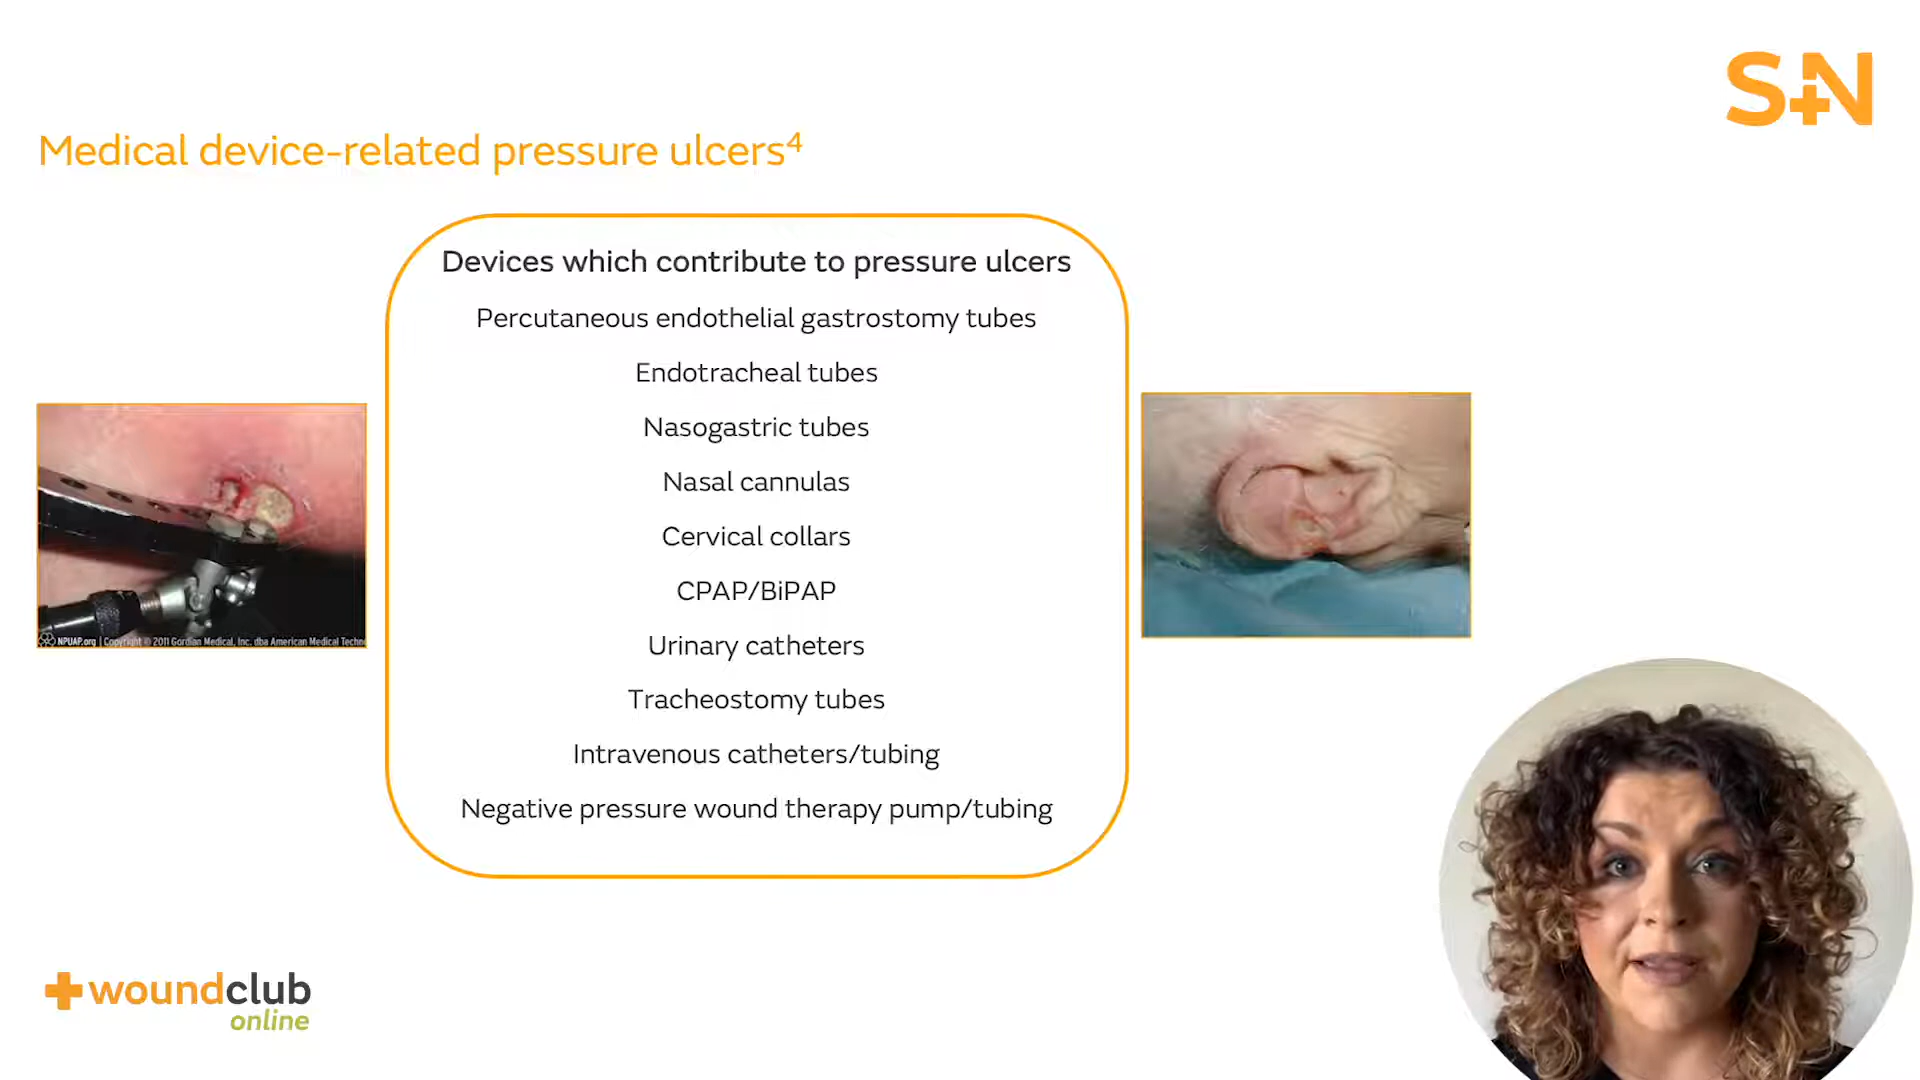 S+N
Medical device-related pressure ulcers⁴
Devices which contribute to pressure ulcers
Percutaneous endothelial gastrostomy tubes
Endotracheal tubes
Nasogastric tubes
Nasal cannulas
Cervical collars
CPAP/BiPAP
Urinary catheters
Tracheostomy tubes
Intravenous catheters/tubing
Negative pressure wound therapy pump/tubing
NPUAP.org | Copyright © 2011 Gordian Medical, Inc. dba American Medical Techn
woundclub
online